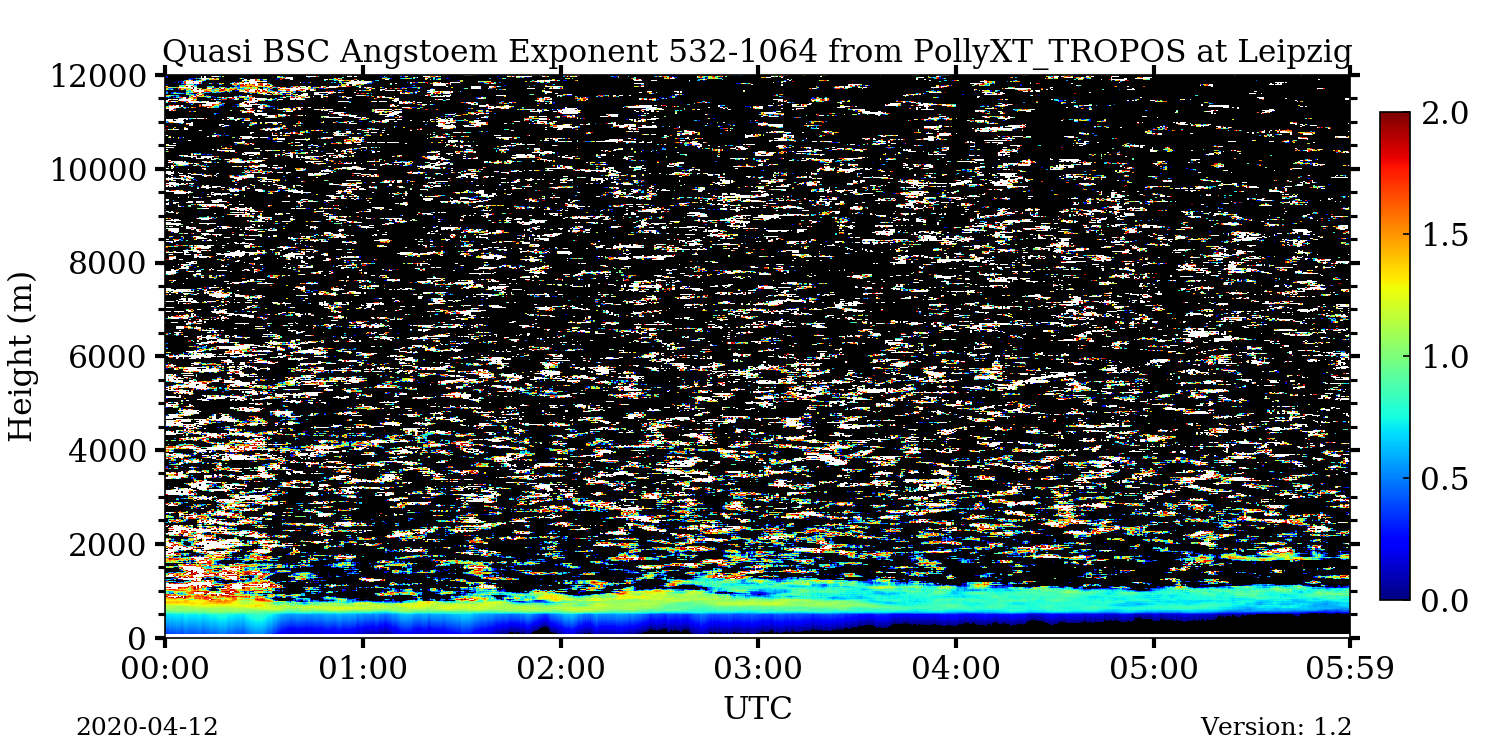 Quasi BSC Angstoem Exponent 532-1064 from PollyXT_TROPOS at Leipzig
12000
10000
8000
6000
4000
2000
0
Height (m)
00:00 01:00 02:00 03:00 04:00 05:00 05:59
UTC
2.0
1.5
1.0
0.5
0.0
2020-04-12
Version: 1.2